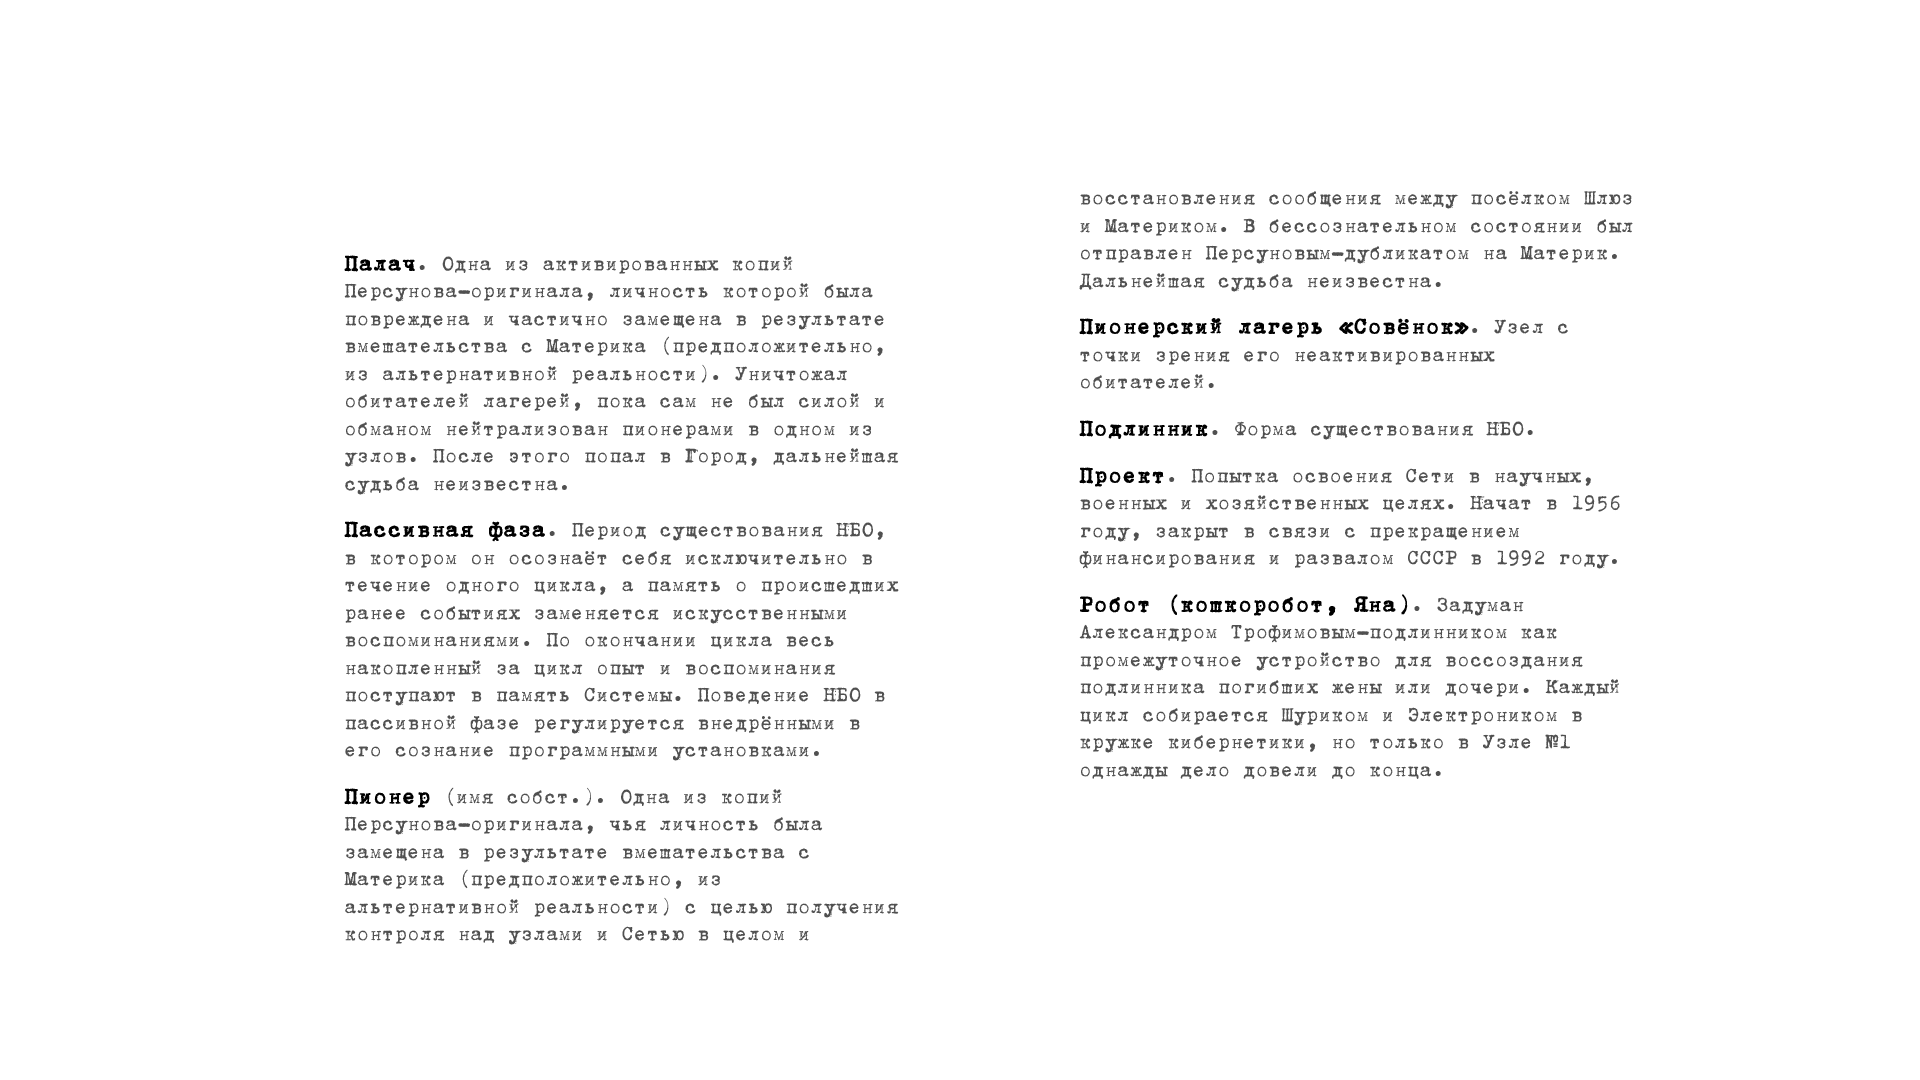 Палач. Одна из активированных копий
Персунова-оригинала, личность которой была
повреждена и частично замещена в результате
вмешательства с Материка (предположительно,
из альтернативной реальности). Уничтожал
обитателей лагерей, пока сам не был силой и
обманом нейтрализован пионерами в одном из
узлов. После этого попал в Город, дальнейшая
судьба неизвестна.
Пассивная фаза. Период существования НБО,
в котором он осознаёт себя исключительно в
течение одного цикла, а память о происшедших
ранее событиях заменяется искусственными
воспоминаниями. По окончании цикла весь
накопленный за цикл опыт и воспоминания
поступают в память Системы. Поведение НБО в
пассивной фазе регулируется внедрёнными в
его сознание программными установками.
Пионер (имя собст.). Одна из копий
Персунова-оригинала, чья личность была
замещена в результате вмешательства с
Материка (предположительно, из
альтернативной реальности) с целью получения
контроля над узлами и Сетью в целом и
восстановления сообщения между посёлком Шлюз
и Материком. В бессознательном состоянии был
отправлен Персуновым-дубликатом на Материк.
Дальнейшая судьба неизвестна.
Пионерский лагерь «Совёнок». Узел с
точки зрения его неактивированных
обитателей.
Подлинник. Форма существования НБО.
Проект. Попытка освоения Сети в научных,
военных и хозяйственных целях. Начат в 1956
году, закрыт в связи с прекращением
финансирования и развалом СССР в 1992 году.
Робот (кошкоробот, Яна). Задуман
Александром Трофимовым-подлинником как
промежуточное устройство для воссоздания
подлинника погибших жены или дочери. Каждый
цикл собирается Шуриком и Электроником в
кружке кибернетики, но только в Узле №1
однажды дело довели до конца.